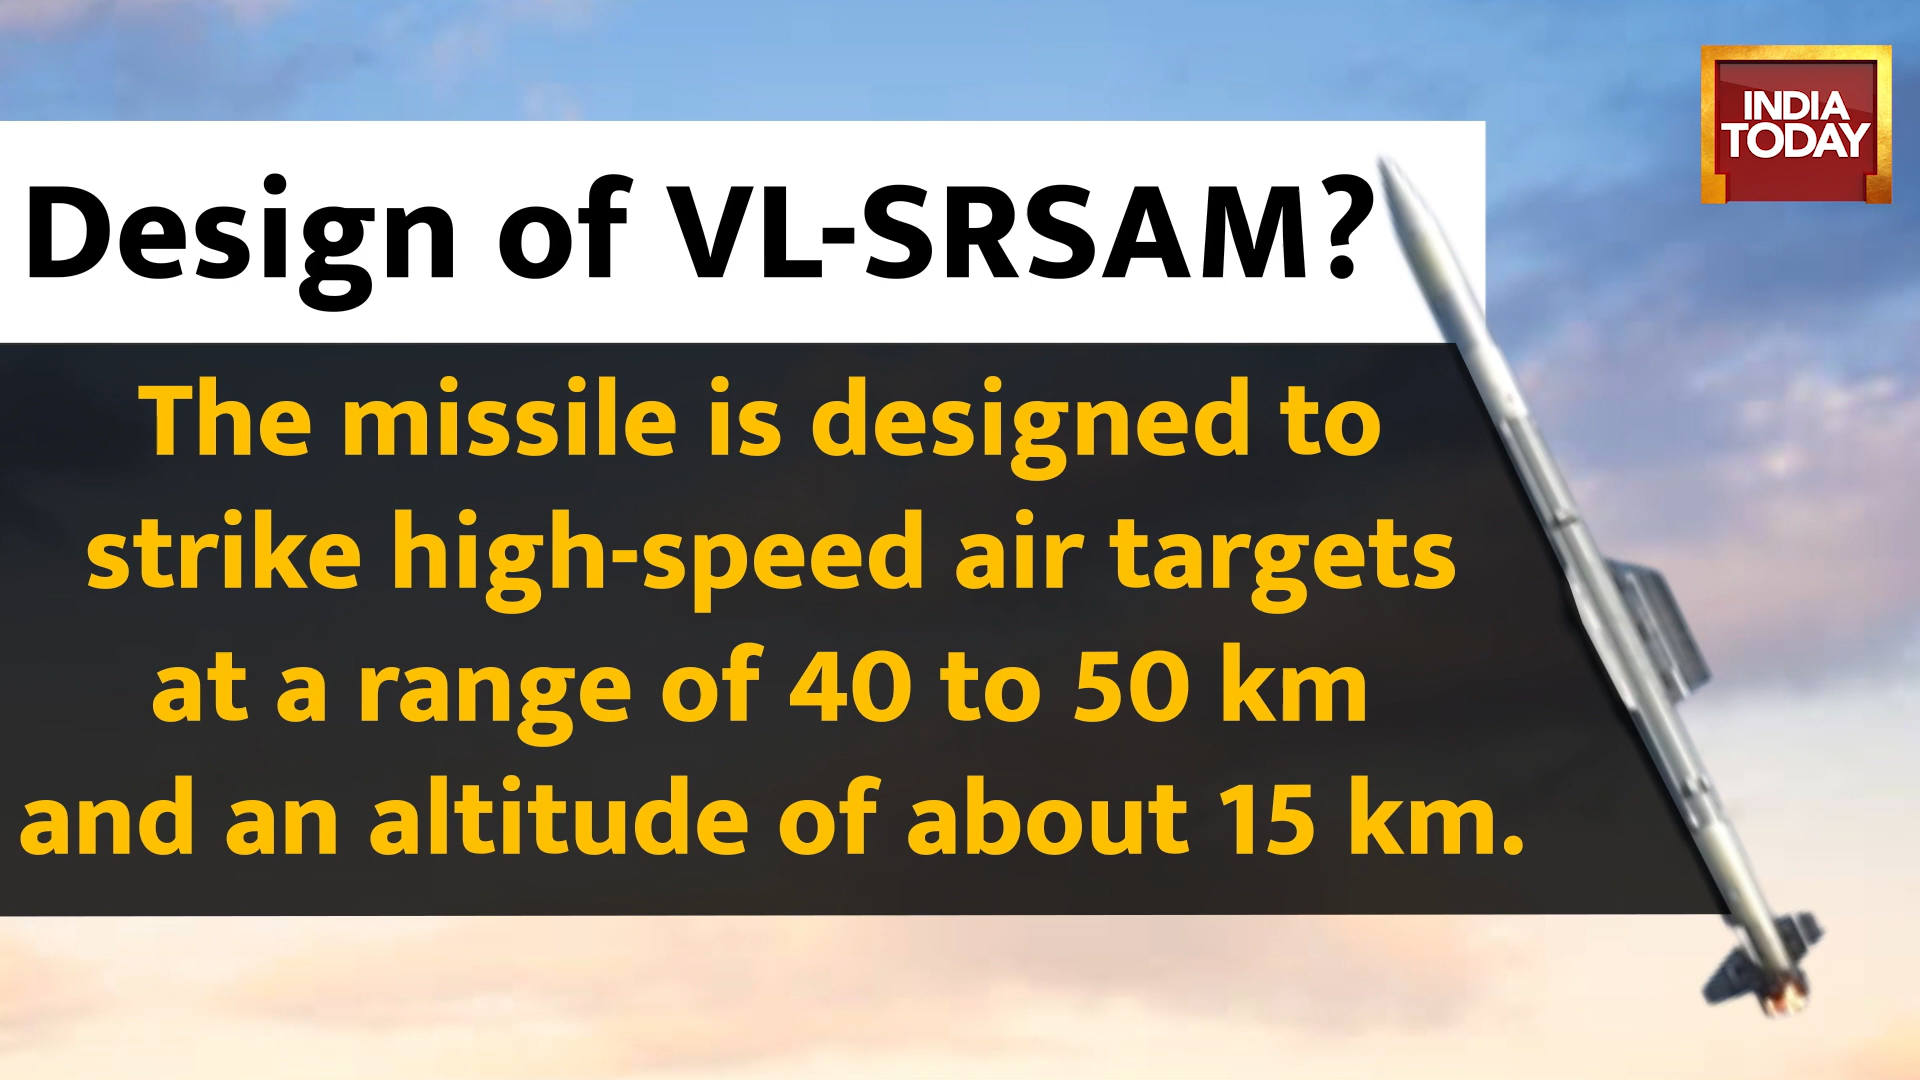 INDIA
TODAY
Design of VL-SRSAM?
The missile is designed to
strike high-speed air targets
at a range of 40 to 50 km
and an altitude of about 15 km.